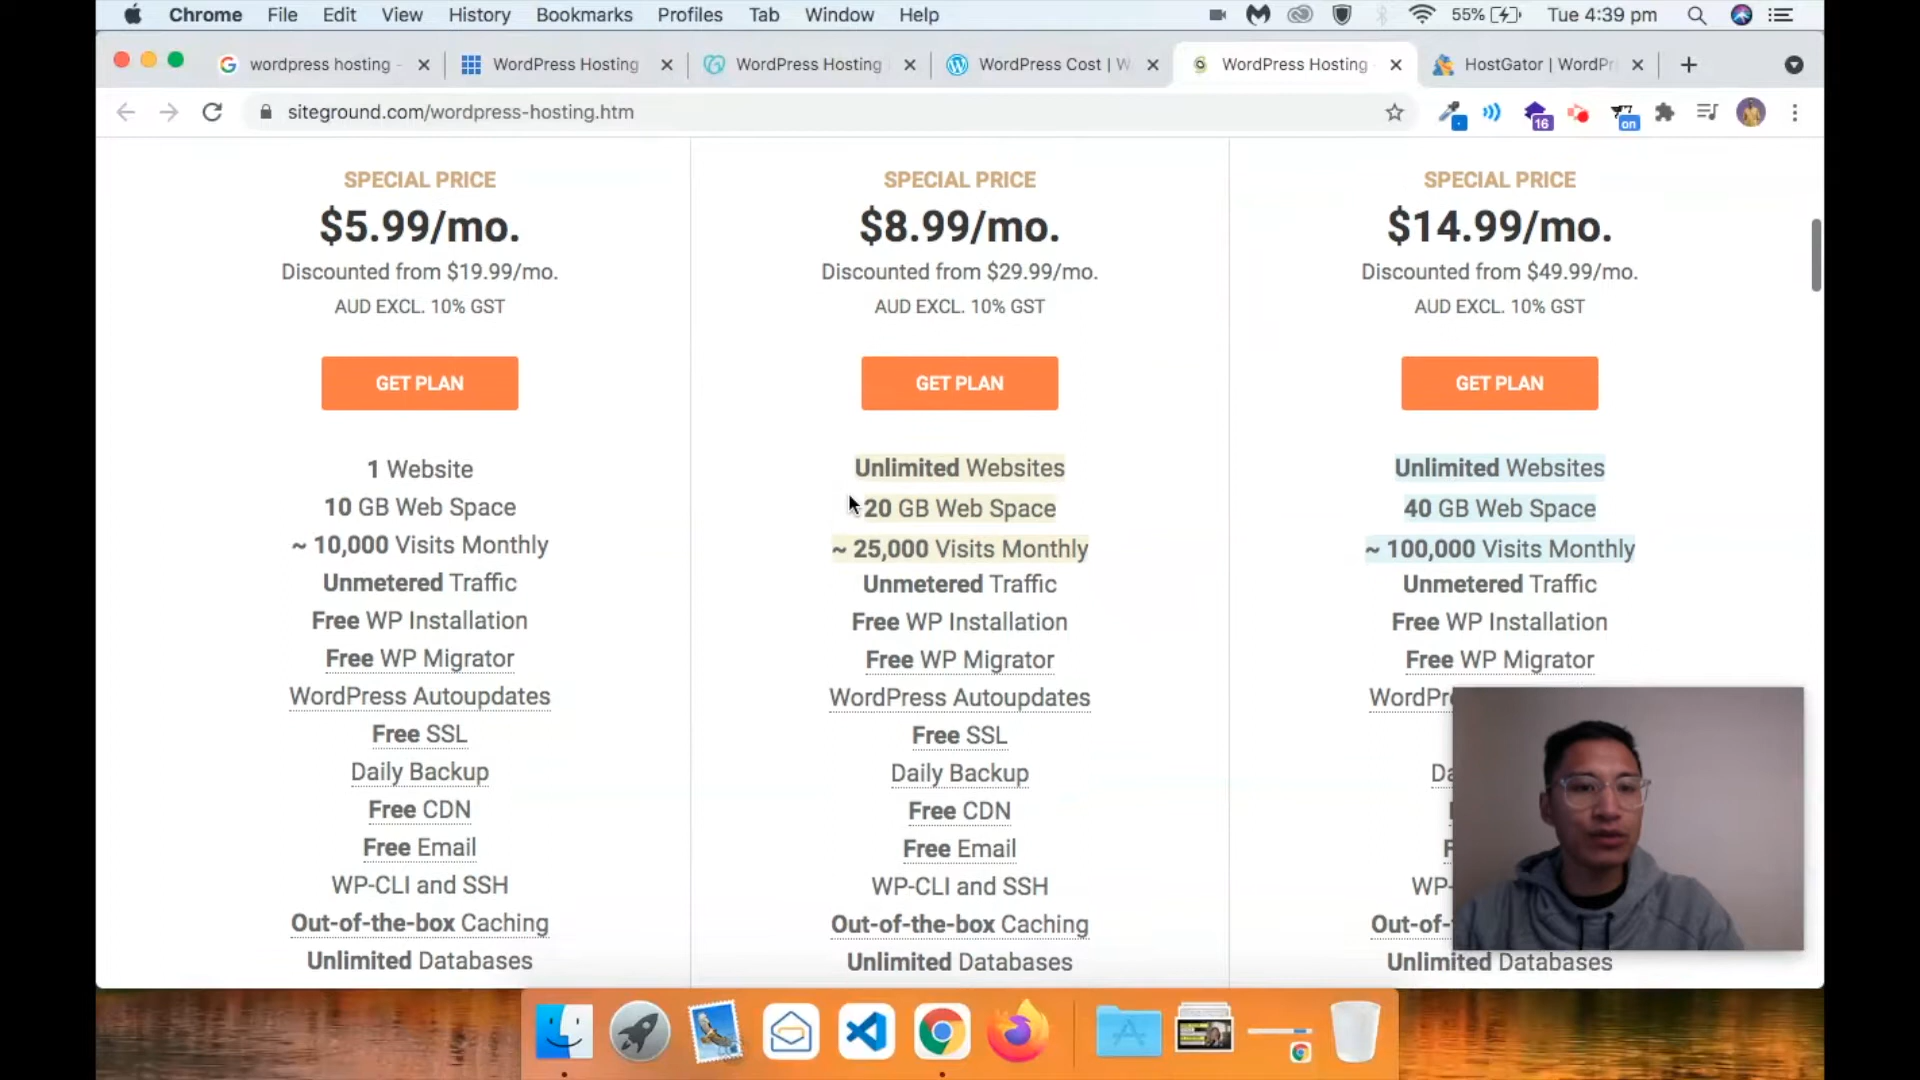 Chrome File Edit View History Bookmarks Profiles Tab Window Help 55% Tue 4:39 pm
wordpress hosting - WordPress Hosting WordPress Hosting WordPress Cost | W WordPress Hosting HostGator | WordPr
siteground.com/wordpress-hosting.htm 16 on
SPECIAL PRICE
$5.99/mo.
Discounted from $19.99/mo.
AUD EXCL. 10% GST
GET PLAN
1 Website
10 GB Web Space
~ 10,000 Visits Monthly
Unmetered Traffic
Free WP Installation
Free WP Migrator
WordPress Autoupdates
Free SSL
Daily Backup
Free CDN
Free Email
WP-CLI and SSH
Out-of-the-box Caching
Unlimited Databases
SPECIAL PRICE
$8.99/mo.
Discounted from $29.99/mo.
AUD EXCL. 10% GST
GET PLAN
Unlimited Websites
20 GB Web Space
~ 25,000 Visits Monthly
Unmetered Traffic
Free WP Installation
Free WP Migrator
WordPress Autoupdates
Free SSL
Daily Backup
Free CDN
Free Email
WP-CLI and SSH
Out-of-the-box Caching
Unlimited Databases
SPECIAL PRICE
$14.99/mo.
Discounted from $49.99/mo.
AUD EXCL. 10% GST
GET PLAN
Unlimited Websites
40 GB Web Space
~ 100,000 Visits Monthly
Unmetered Traffic
Free WP Installation
Free WP Migrator
WordPre
Da
F
WP-
Out-of-
Unlimited Databases